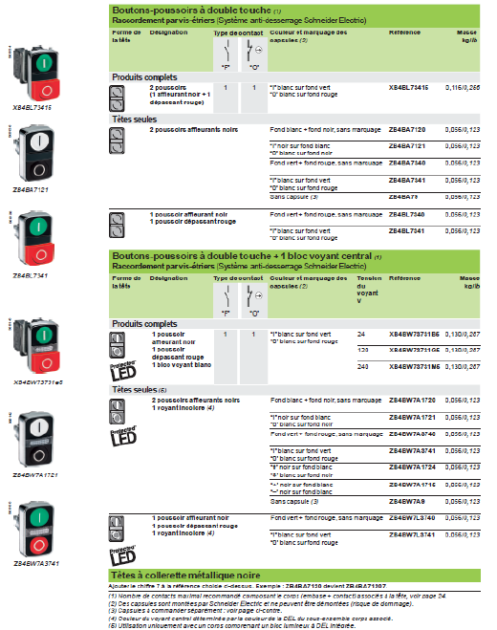 Boutons-poussoirs à double touche (1)
Raccordement par vis-étriers (Système anti-desserrage Schneider Electric)
Forme de la tête Désignation Type de contact Couleur et marquage des capsules (2) Référence Masse kg/lb
"F" "O"
Produits complets
2 poussoirs (1 affleurant noir + 1 dépassant rouge) 1 1 "I" blanc sur fond vert XB4BL73415 0,116/0,256
"O" blanc sur fond rouge
XB4BL73415
Têtes seules
2 poussoirs affleurants noirs Fond blanc + fond noir, sans marquage ZB4BA7120 0,056/0,123
"I" noir sur fond blanc ZB4BA7121 0,056/0,123
"O" blanc sur fond noir
Fond vert + fond rouge, sans marquage ZB4BA7340 0,056/0,123
"I" blanc sur fond vert ZB4BA7341 0,056/0,123
"O" blanc sur fond rouge
Sans capsule (3) ZB4BA79 0,056/0,123
ZB4BA7121
1 poussoir affleurant noir Fond vert + fond rouge, sans marquage ZB4BL7340 0,056/0,123
1 poussoir dépassant rouge
"I" blanc sur fond vert ZB4BL7341 0,056/0,123
"O" blanc sur fond rouge
ZB4BL7341
Boutons-poussoirs à double touche + 1 bloc voyant central (1)
Raccordement par vis-étriers (Système anti-desserrage Schneider Electric)
Forme de la tête Désignation Type de contact Couleur et marquage des capsules (2) Tension du voyant V Référence Masse kg/lb
"F" "O"
Produits complets
1 poussoir affleurant noir 1 1 "I" blanc sur fond vert 24 XB4BW73731B5 0,130/0,287
1 poussoir dépassant rouge "O" blanc sur fond rouge 120 XB4BW73731G5 0,130/0,287
1 bloc voyant blanc 240 XB4BW73731M5 0,130/0,287
Protected LED
Têtes seules (5)
2 poussoirs affleurants noirs Fond blanc + fond noir, sans marquage ZB4BW7A1720 0,056/0,123
1 voyant incolore (4) "I" noir sur fond blanc ZB4BW7A1721 0,056/0,123
"O" blanc sur fond noir
Protected LED
Fond vert + fond rouge, sans marquage ZB4BW7A3740 0,056/0,123
"I" blanc sur fond vert ZB4BW7A3741 0,056/0,123
"O" blanc sur fond rouge
noir sur fond blanc ZB4BW7A1724 0,056/0,123
blanc sur fond noir
"+" noir sur fond blanc ZB4BW7A1715 0,056/0,123
"–" noir sur fond blanc
Sans capsule (3) ZB4BW7A9 0,056/0,123
ZB4BW7A1721
1 poussoir affleurant noir Fond vert + fond rouge, sans marquage ZB4BW7L3740 0,056/0,123
1 poussoir dépassant rouge
1 voyant incolore (4) "I" blanc sur fond vert ZB4BW7L3741 0,056/0,123
"O" blanc sur fond rouge
Protected LED
ZB4BW7A3741
Têtes à collerette métallique noire
Ajouter le chiffre 7 à la référence choisie ci-dessus. Exemple : ZB4BA7120 devient ZB4BA71207.
(1) Nombre de contacts maximal recommandé composant le corps (embase + contacts) associés à la tête, voir page 24.
(2) Des capsules sont montées par Schneider Electric et ne peuvent être démontées (risque de dommage).
(3) Capsules à commander séparément : voir page ci-contre.
(4) Couleur du voyant central déterminée par la couleur de la DEL du sous-ensemble corps associé.
(5) Utilisation uniquement avec un corps comprenant un bloc lumineux à DEL intégrée.